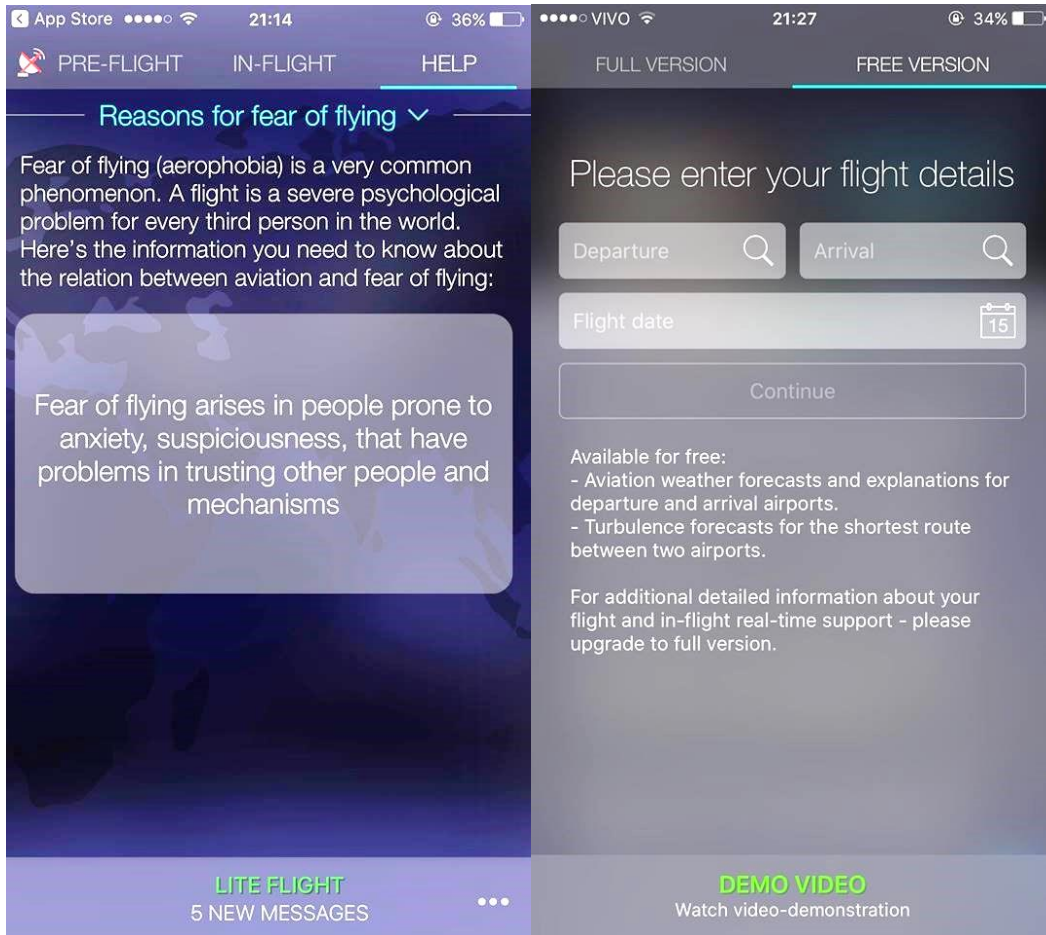 App Store 21:14 36%
PRE-FLIGHT IN-FLIGHT HELP
Reasons for fear of flying
Fear of flying (aerophobia) is a very common
phenomenon. A flight is a severe psychological
problem for every third person in the world.
Here's the information you need to know about
the relation between aviation and fear of flying:
Fear of flying arises in people prone to
anxiety, suspiciousness, that have
problems in trusting other people and
mechanisms
LITE FLIGHT
5 NEW MESSAGES
VIVO 21:27 34%
FULL VERSION FREE VERSION
Please enter your flight details
Departure Arrival
Flight date 15
Continue
Available for free:
- Aviation weather forecasts and explanations for
departure and arrival airports.
- Turbulence forecasts for the shortest route
between two airports.
For additional detailed information about your
flight and in-flight real-time support - please
upgrade to full version.
DEMO VIDEO
Watch video-demonstration